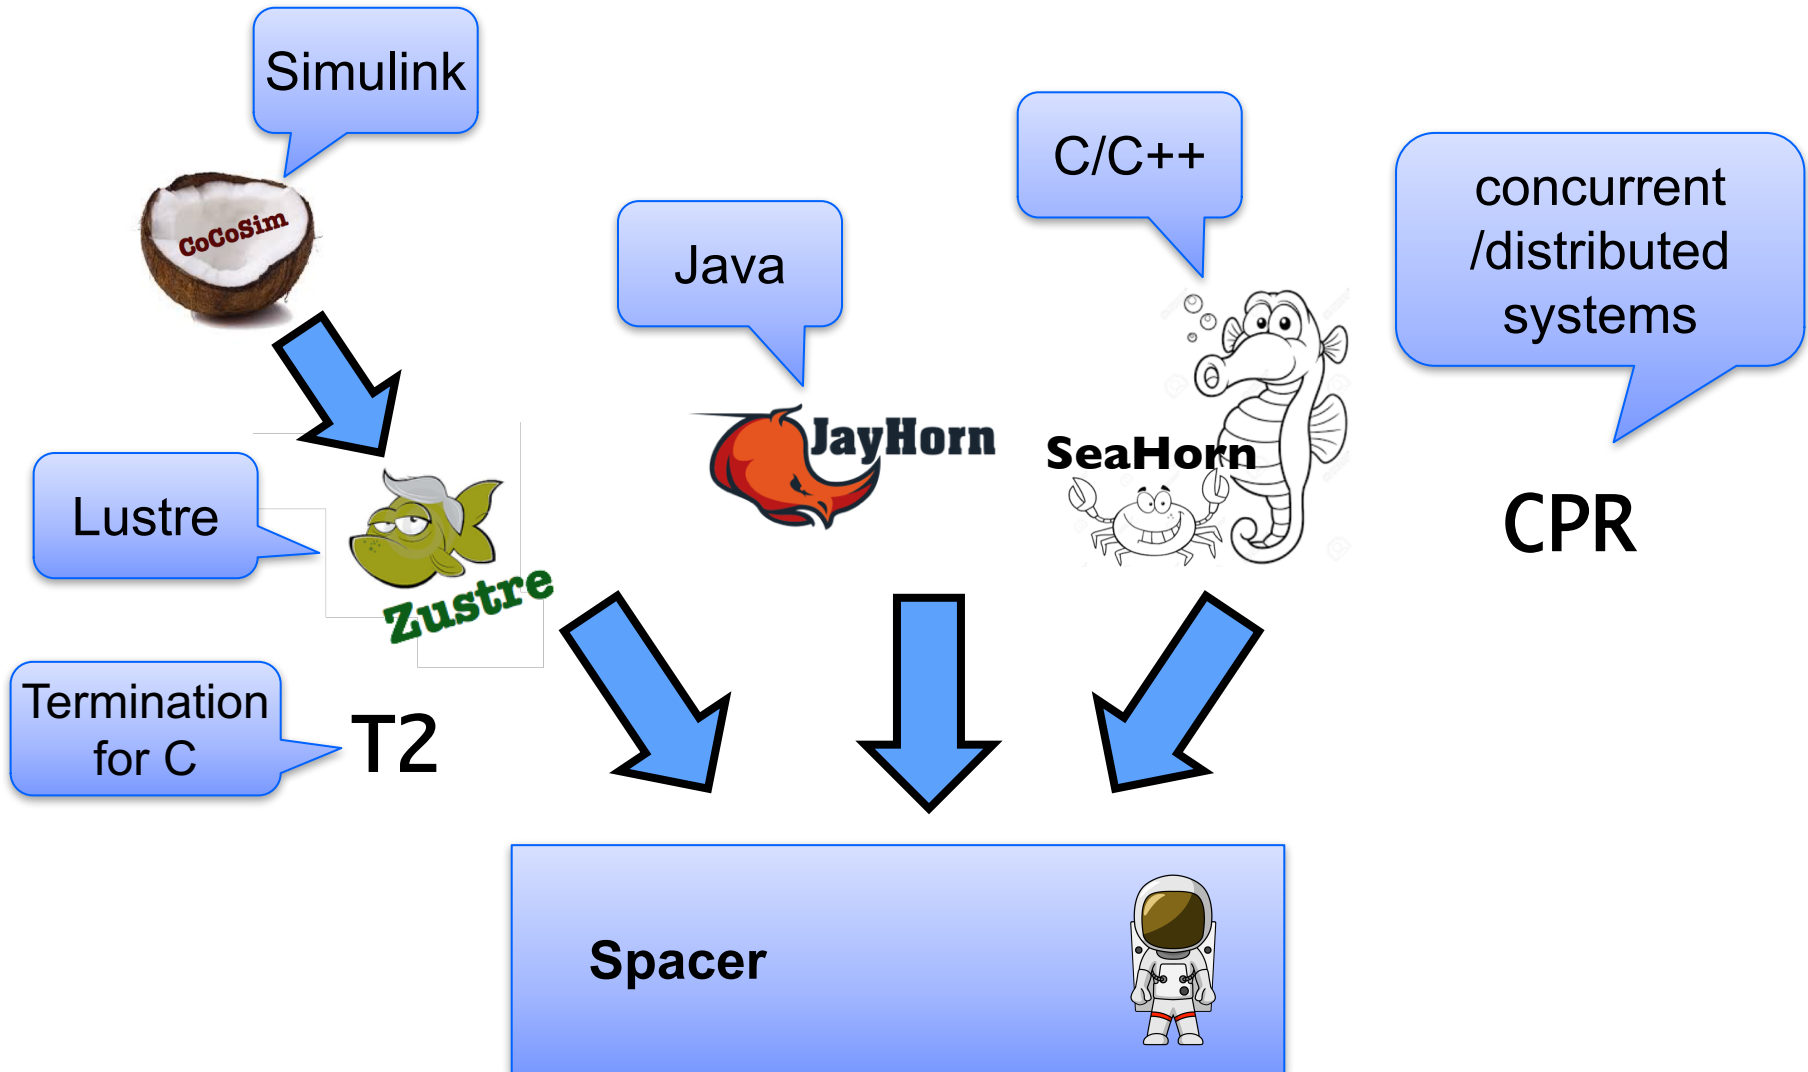 Simulink
CoCoSim
C/C++
concurrent
/distributed
systems
Java
JayHorn
SeaHorn
Lustre
CPR
Zustre
Termination
for C
T2
Spacer